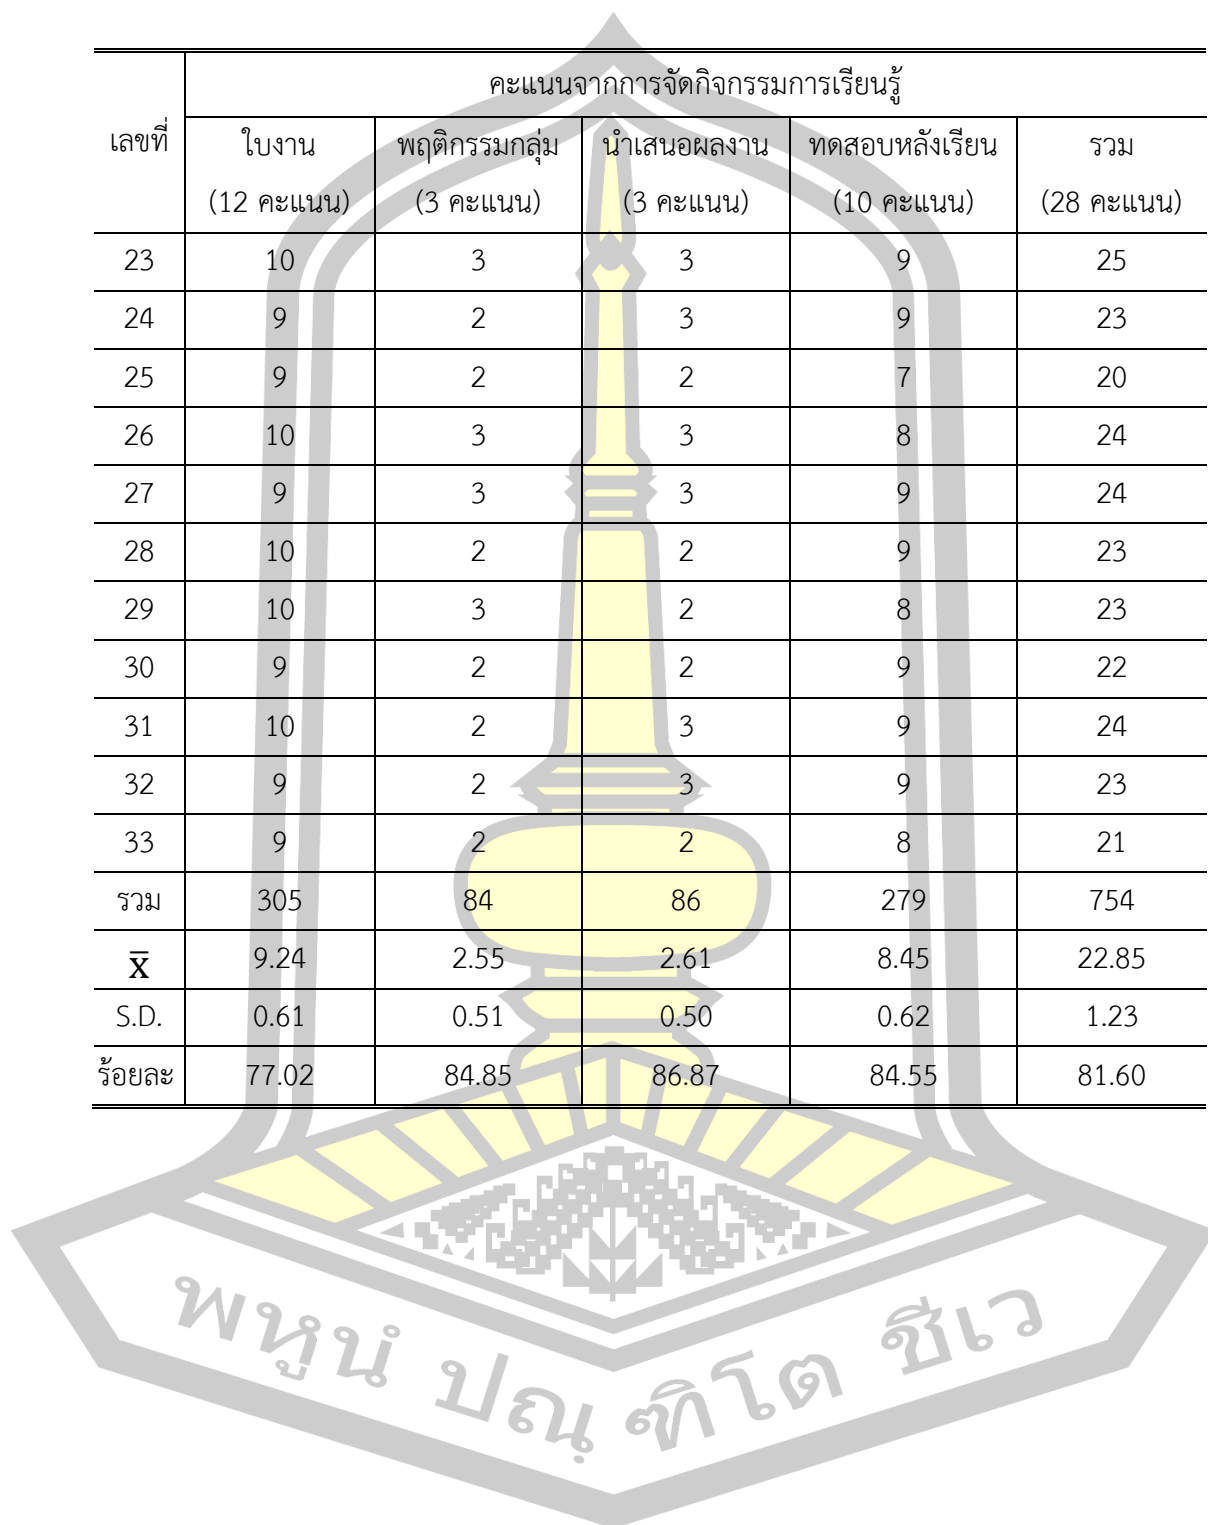 เลขที่ คะแนนจากการจัดกิจกรรมการเรียนรู้
ใบงาน พฤติกรรมกลุ่ม นำเสนอผลงาน ทดสอบหลังเรียน รวม
(12 คะแนน) (3 คะแนน) (3 คะแนน) (10 คะแนน) (28 คะแนน)
23 10 3 3 9 25
24 9 2 3 9 23
25 9 2 2 7 20
26 10 3 3 8 24
27 9 3 3 9 24
28 10 2 2 9 23
29 10 3 2 8 23
30 9 2 2 9 22
31 10 2 3 9 24
32 9 2 3 9 23
33 9 2 2 8 21
รวม 305 84 86 279 754
x̅ 9.24 2.55 2.61 8.45 22.85
S.D. 0.61 0.51 0.50 0.62 1.23
ร้อยละ 77.02 84.85 86.87 84.55 81.60
พหูนํ ปณฺฑิโต ชีเว